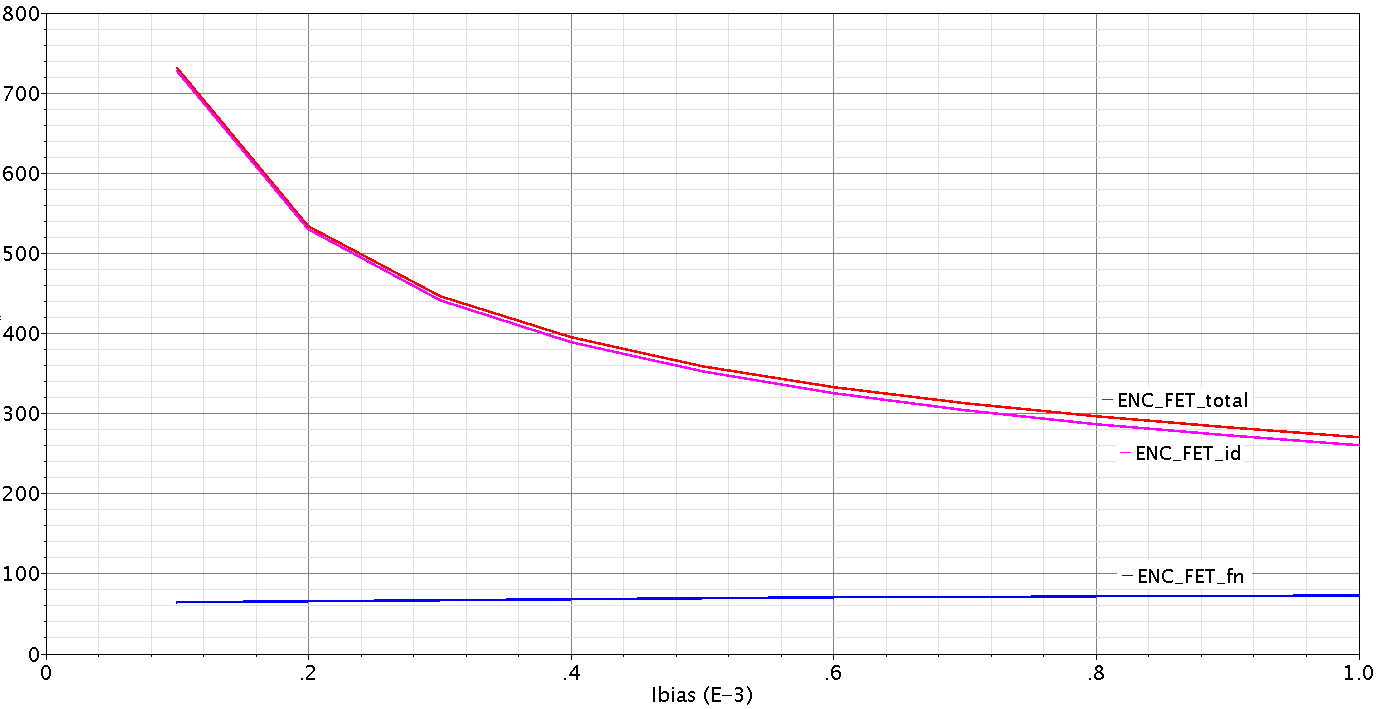 800
700
600
500
400
300
200
100
0
ENC_FET_total
ENC_FET_id
ENC_FET_fn
0 .2 .4 .6 .8 1.0
Ibias (E-3)